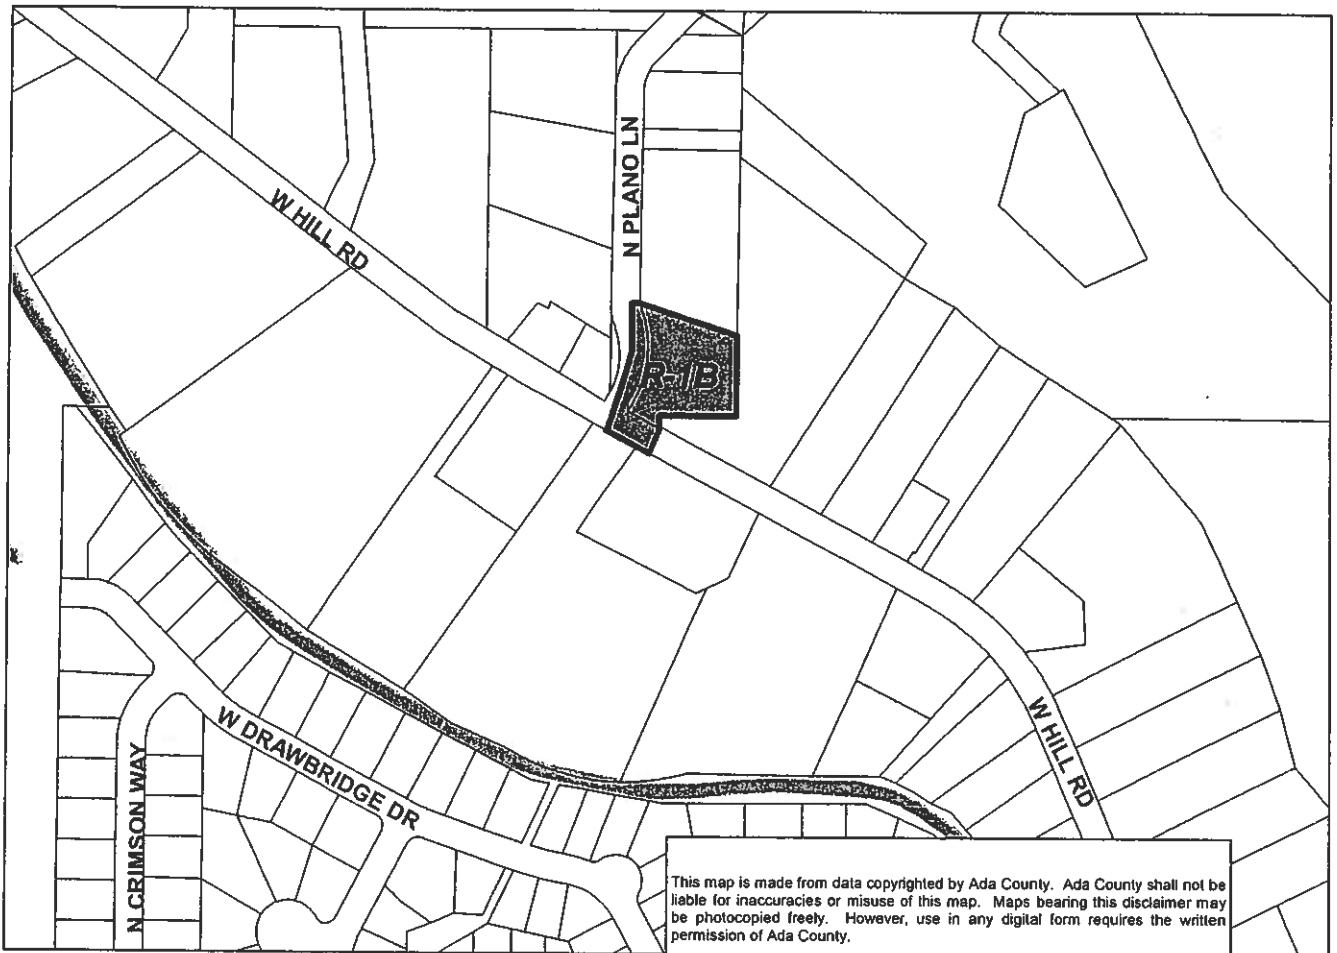 N PLANO LN
W HILL RD
R-1B
W HILL RD
W DRAWBRIDGE DR
N CRIMSON WAY
This map is made from data copyrighted by Ada County. Ada County shall not be
liable for inaccuracies or misuse of this map. Maps bearing this disclaimer may
be photocopied freely. However, use in any digital form requires the written
permission of Ada County.